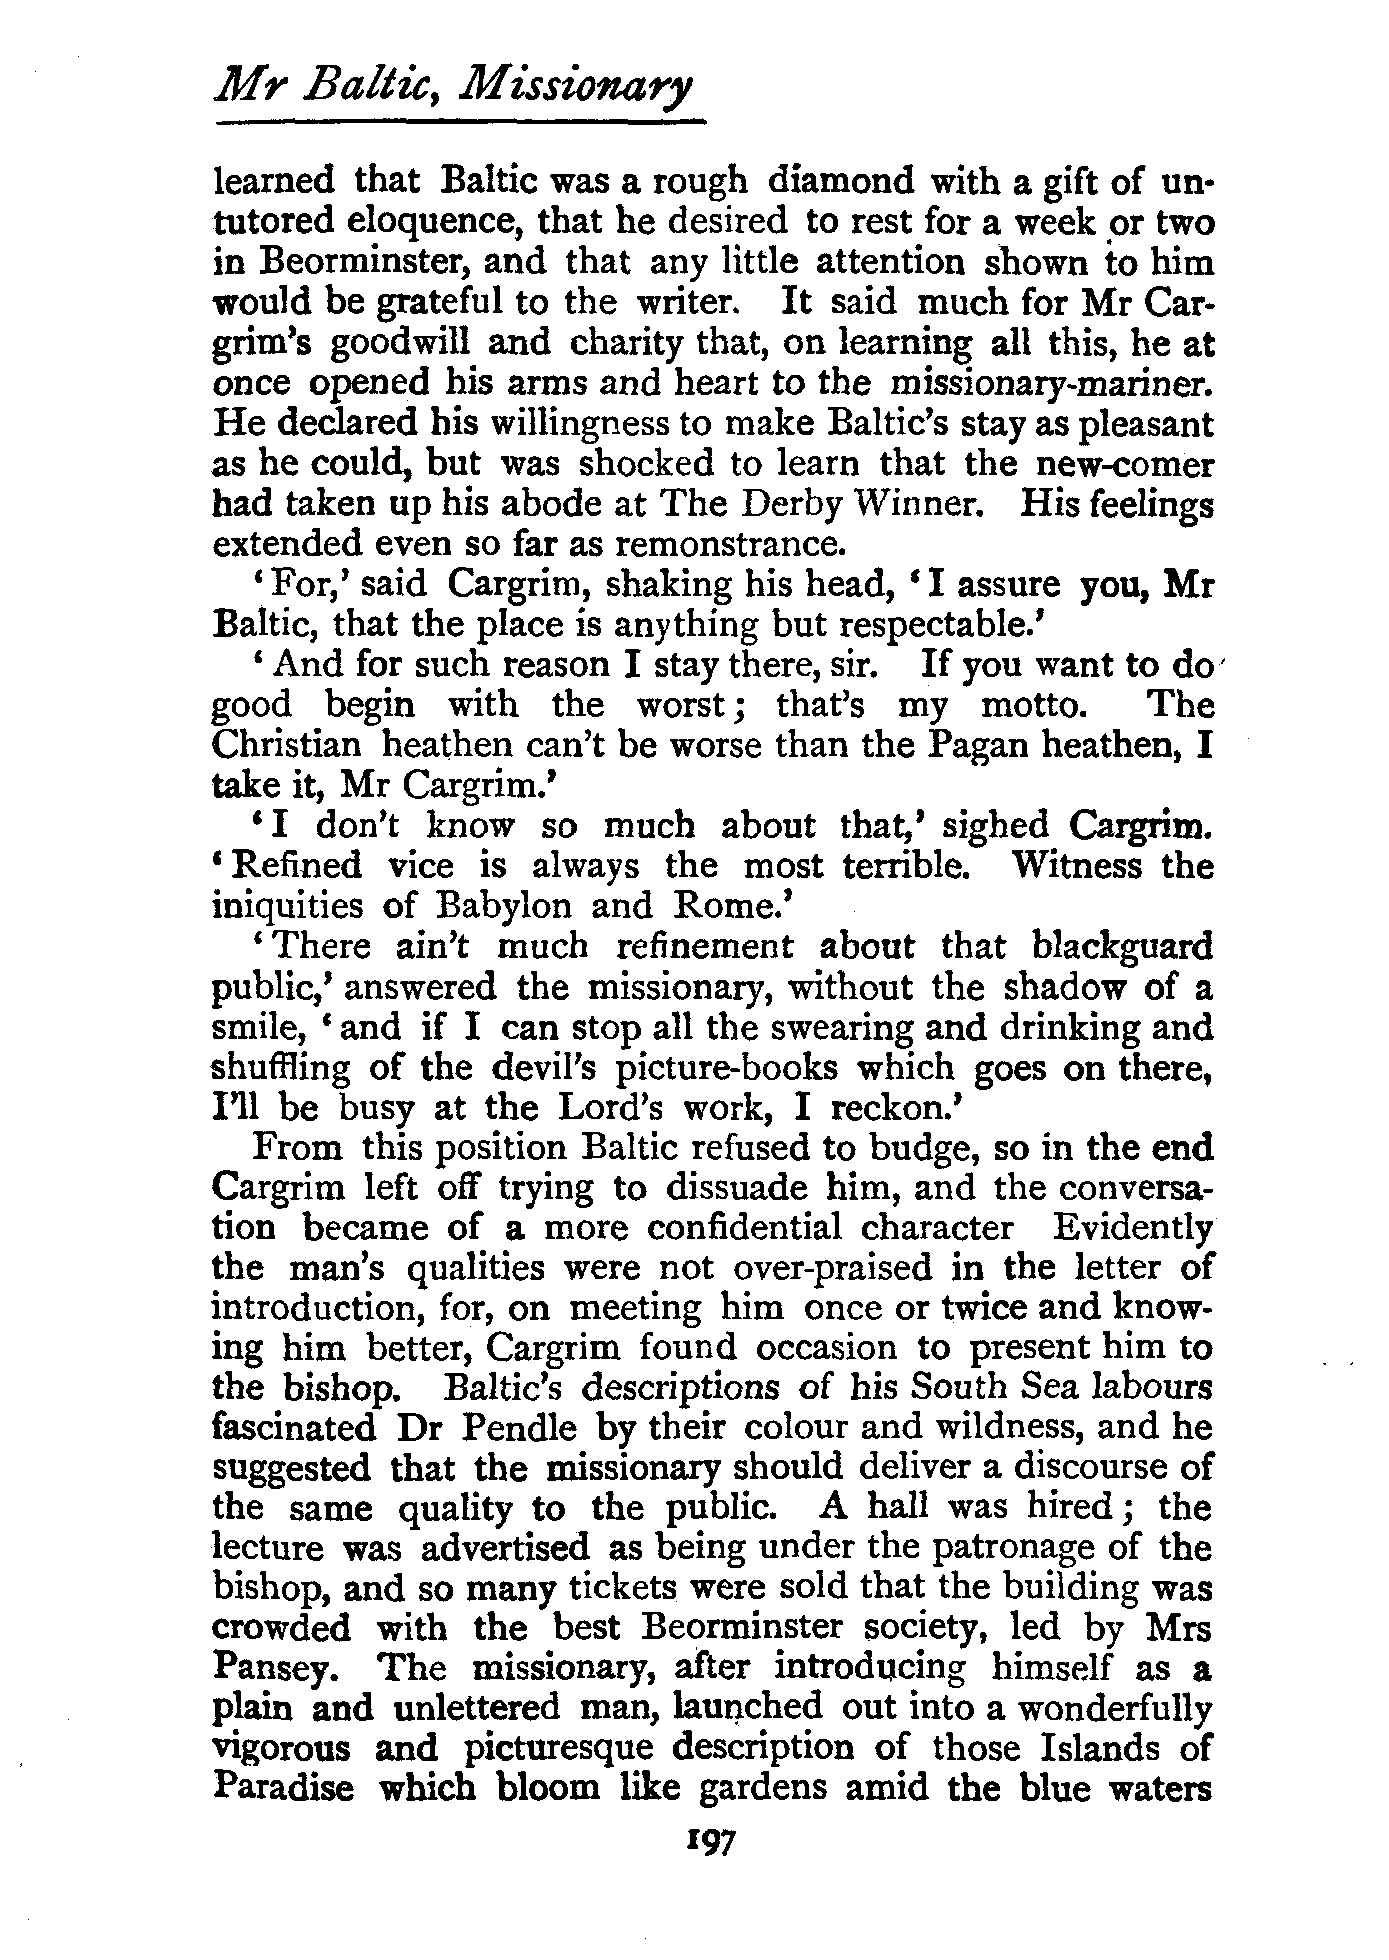 Mr Baltic, Missionary
learned that Baltic was a rough diamond with a gift of un-
tutored eloquence, that he desired to rest for a week or two
in Beorminster, and that any little attention shown to him
would be grateful to the writer. It said much for Mr Car-
grim's goodwill and charity that, on learning all this, he at
once opened his arms and heart to the missionary-mariner.
He declared his willingness to make Baltic's stay as pleasant
as he could, but was shocked to learn that the new-comer
had taken up his abode at The Derby Winner. His feelings
extended even so far as remonstrance.
‘For,’ said Cargrim, shaking his head, ‘I assure you, Mr
Baltic, that the place is anything but respectable.’
‘And for such reason I stay there, sir. If you want to do
good begin with the worst; that's my motto. The
Christian heathen can't be worse than the Pagan heathen, I
take it, Mr Cargrim.’
‘I don't know so much about that,’ sighed Cargrim.
‘Refined vice is always the most terrible. Witness the
iniquities of Babylon and Rome.’
‘There ain't much refinement about that blackguard
public,’ answered the missionary, without the shadow of a
smile, ‘and if I can stop all the swearing and drinking and
shuffling of the devil's picture-books which goes on there,
I'll be busy at the Lord's work, I reckon.’
From this position Baltic refused to budge, so in the end
Cargrim left off trying to dissuade him, and the conversa-
tion became of a more confidential character Evidently
the man's qualities were not over-praised in the letter of
introduction, for, on meeting him once or twice and know-
ing him better, Cargrim found occasion to present him to
the bishop. Baltic's descriptions of his South Sea labours
fascinated Dr Pendle by their colour and wildness, and he
suggested that the missionary should deliver a discourse of
the same quality to the public. A hall was hired; the
lecture was advertised as being under the patronage of the
bishop, and so many tickets were sold that the building was
crowded with the best Beorminster society, led by Mrs
Pansey. The missionary, after introducing himself as a
plain and unlettered man, launched out into a wonderfully
vigorous and picturesque description of those Islands of
Paradise which bloom like gardens amid the blue waters
197